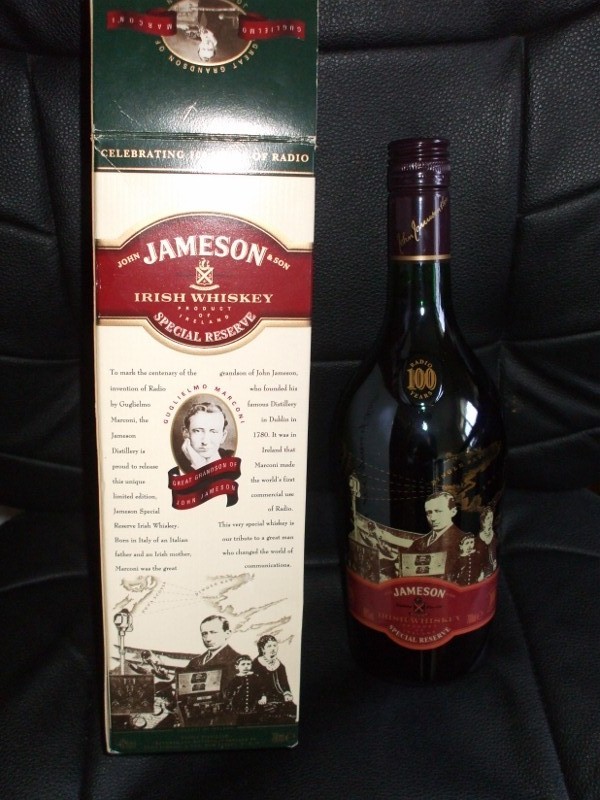 MARCONI
GUGLIELMO
GREAT GRANDSON OF
CELEBRATING OF RADIO
JOHN JAMESON & SON
IRISH WHISKEY
PRODUCT
OF
IRELAND
SPECIAL RESERVE
To mark the centenary of the
invention of Radio
by Guglielmo
Marconi, the
Jameson
Distillery is
proud to release
this unique
limited edition,
Jameson Special
Reserve Irish Whiskey.
Born in Italy of an Italian
father and an Irish mother,
Marconi was the great
GUGLIELMO MARCONI
GREAT GRANDSON OF
JOHN JAMESON
grandson of John Jameson,
who founded his
famous Distillery
in Dublin in
1780. It was in
Ireland that
Marconi made
the world's first
commercial use
of Radio.
This very special whiskey is
our tribute to a great man
who changed the world of
communications.
John Jameson
RADIO
100
YEARS
JAMESON
IRISH WHISKEY
SPECIAL RESERVE